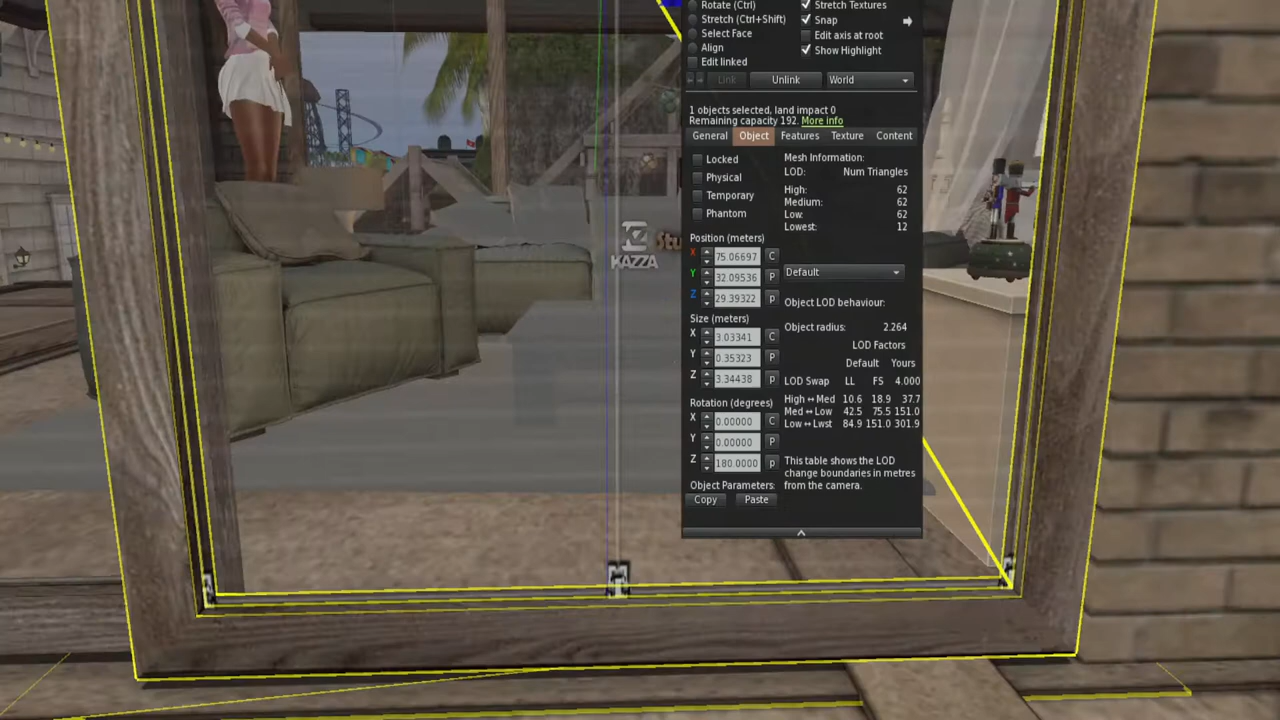 Rotate (Ctrl)
Stretch (Ctrl+Shift)
Select Face
Align
Edit linked
Stretch Textures
Snap
Edit axis at root
Show Highlight
Link
Unlink
World
1 objects selected, land impact 0
Remaining capacity 192. More info
General Object Features Texture Content
Locked
Physical
Temporary
Phantom
Position (meters)
X 75.06697 C
Y 32.09536 P
Z 29.39322 p
Size (meters)
X 3.03341 C
Y 0.35323 P
Z 3.34438 p
Rotation (degrees)
X 0.00000 C
Y 0.00000 P
Z 180.0000 p
Object Parameters:
Copy Paste
Mesh Information:
LOD: Num Triangles
High: 62
Medium: 62
Low: 62
Lowest: 12
Default
Object LOD behaviour:
Object radius: 2.264
LOD Factors
Default Yours
LOD Swap LL FS 4.000
High↔Med 10.6 18.9 37.7
Med↔Low 42.5 75.5 151.0
Low↔Lwst 84.9 151.0 301.9
This table shows the LOD
change boundaries in metres
from the camera.
KAZZA